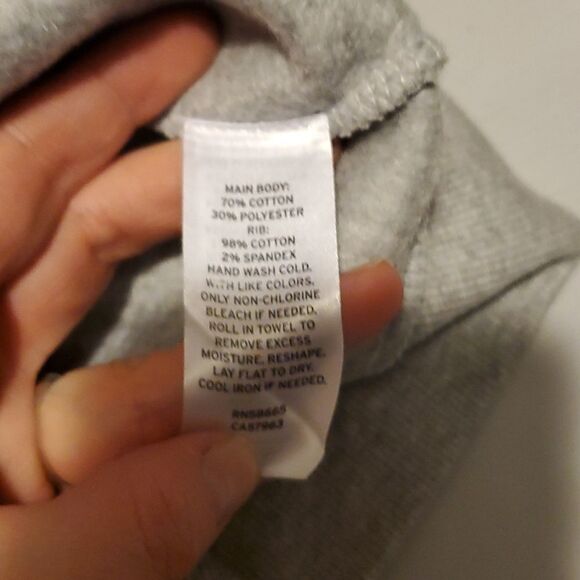 MAIN BODY:
70% COTTON
30% POLYESTER
RIB:
98% COTTON
2% SPANDEX
HAND WASH COLD.
WITH LIKE COLORS.
ONLY NON-CHLORINE
BLEACH IF NEEDED.
ROLL IN TOWEL TO
REMOVE EXCESS
MOISTURE. RESHAPE.
LAY FLAT TO DRY.
COOL IRON IF NEEDED.
RN58665
CA57963